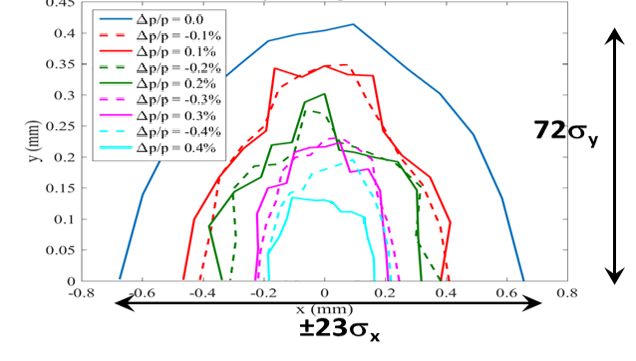 0.45
0.4
0.35
0.3
0.25
0.2
0.15
0.1
0.05
0
y (mm)
Δp/p = 0.0
Δp/p = -0.1%
Δp/p = 0.1%
Δp/p = -0.2%
Δp/p = 0.2%
Δp/p = -0.3%
Δp/p = 0.3%
Δp/p = -0.4%
Δp/p = 0.4%
72σy
-0.8 -0.6 -0.4 -0.2 0 0.2 0.4 0.6 0.8
x (mm)
±23σx